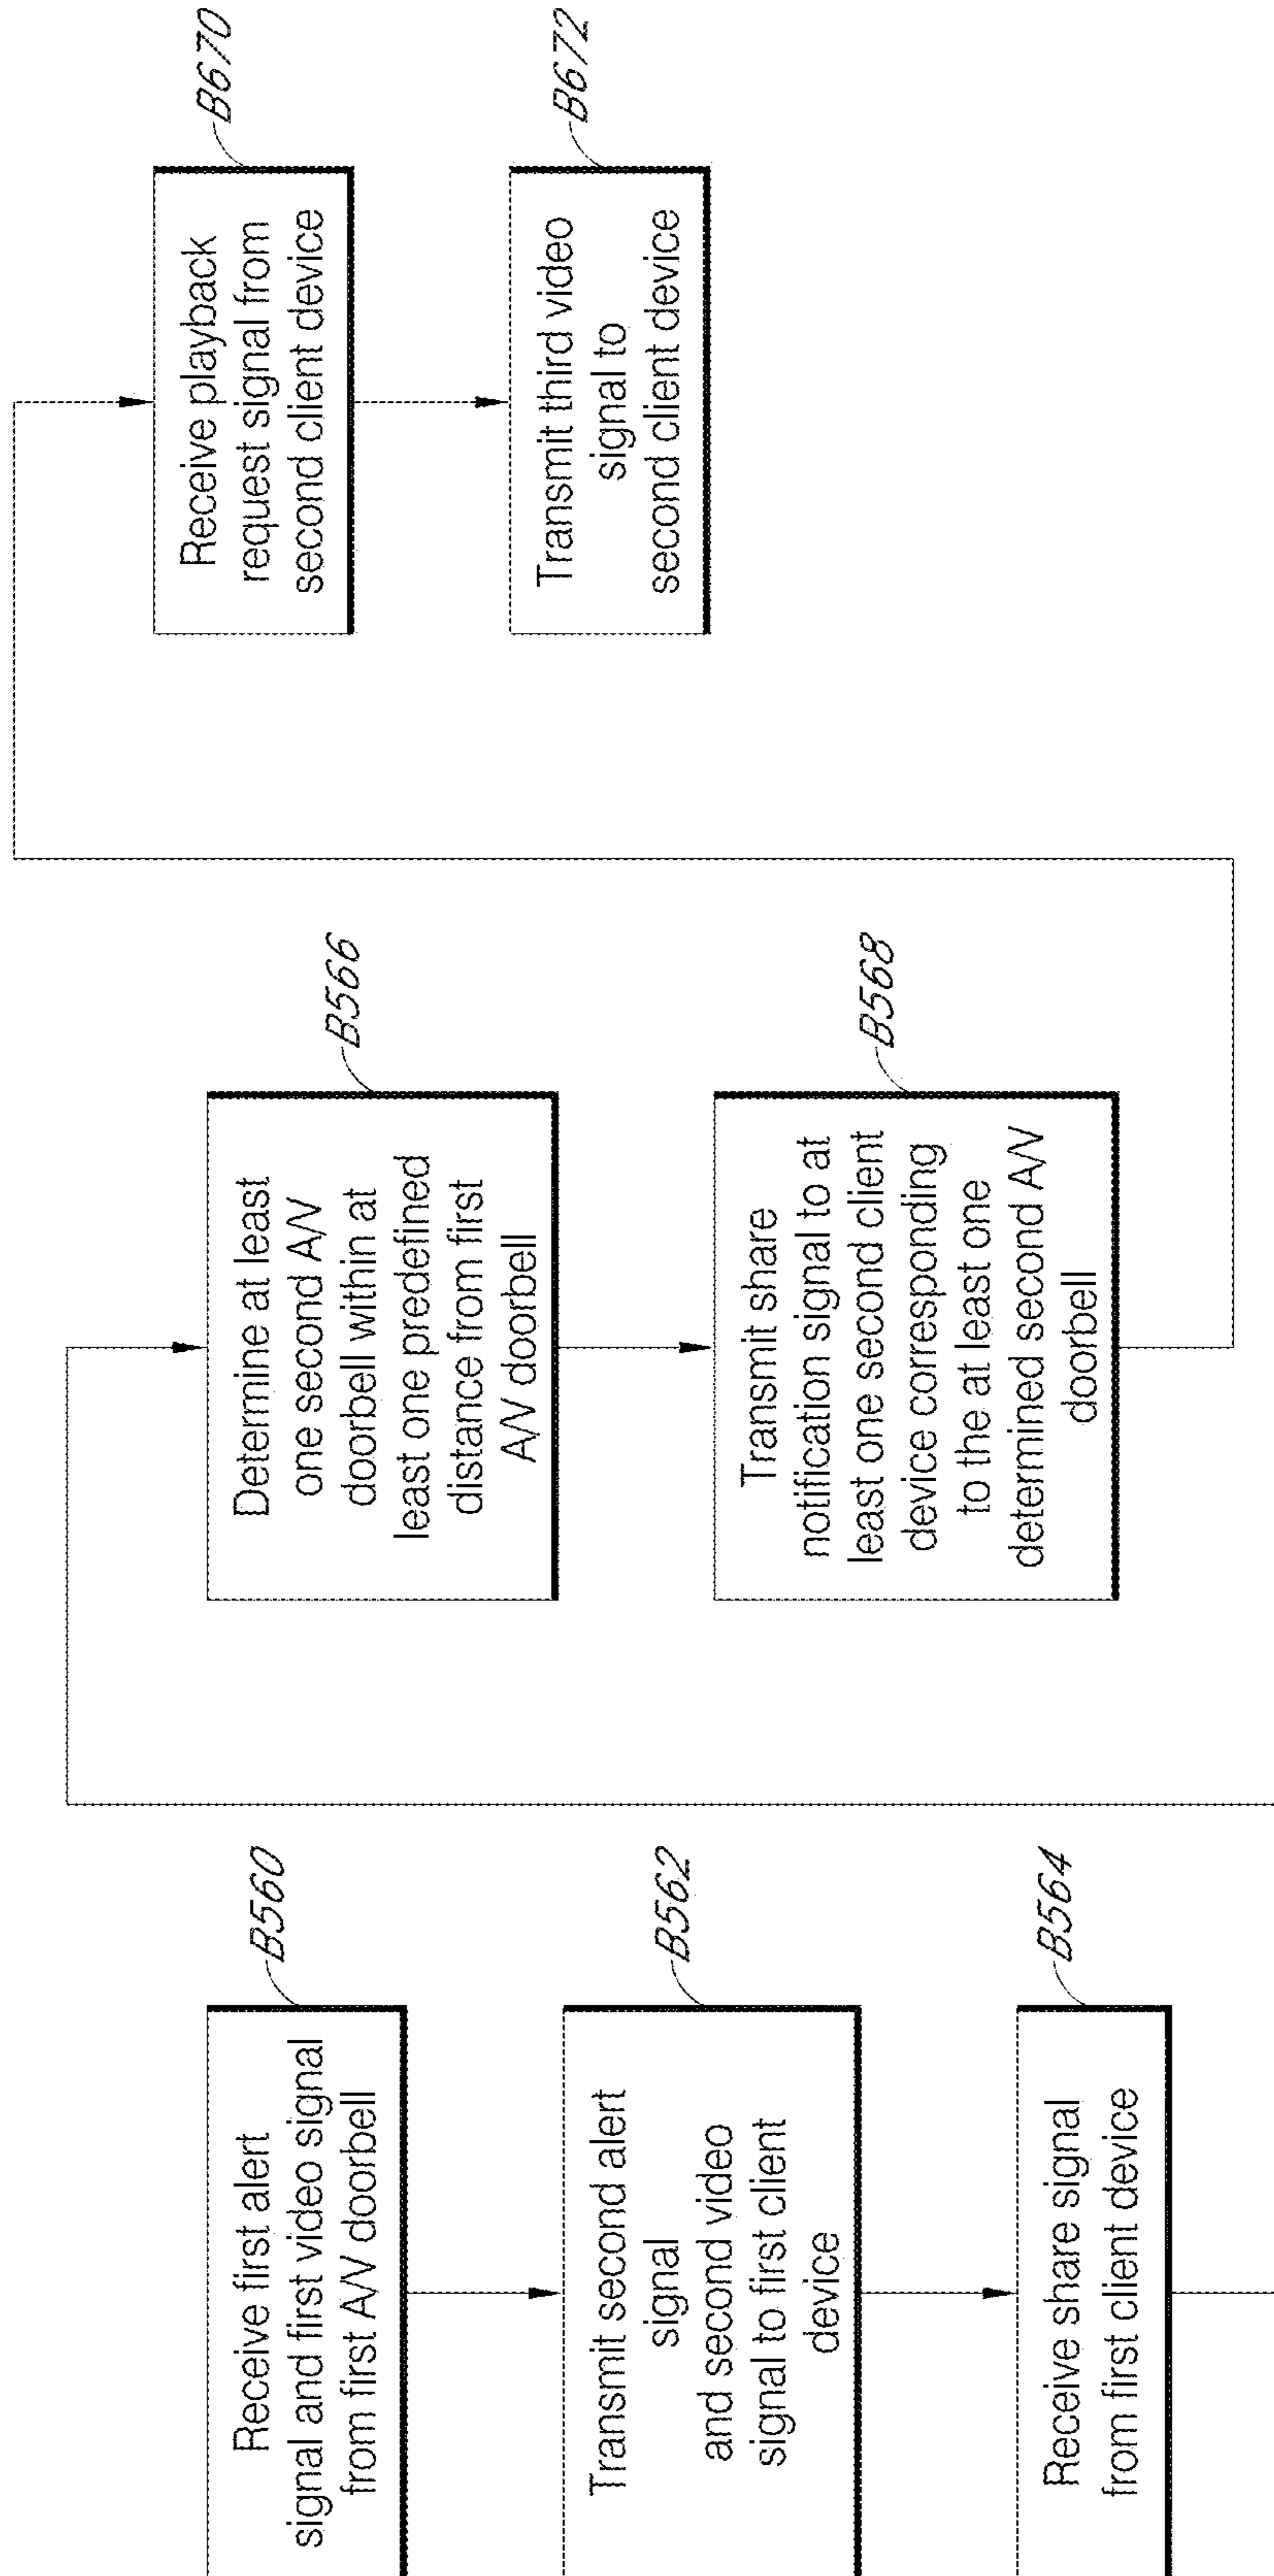 Receive first alert
signal and first video signal
from first A/V doorbell
B560
Transmit second alert
signal
and second video
signal to first client
device
B562
Receive share signal
from first client device
B564
Determine at least
one second A/V
doorbell within at
least one predefined
distance from first
A/V doorbell
B566
Transmit share
notification signal to at
least one second client
device corresponding
to the at least one
determined second A/V
doorbell
B568
Receive playback
request signal from
second client device
B670
Transmit third video
signal to
second client device
B672